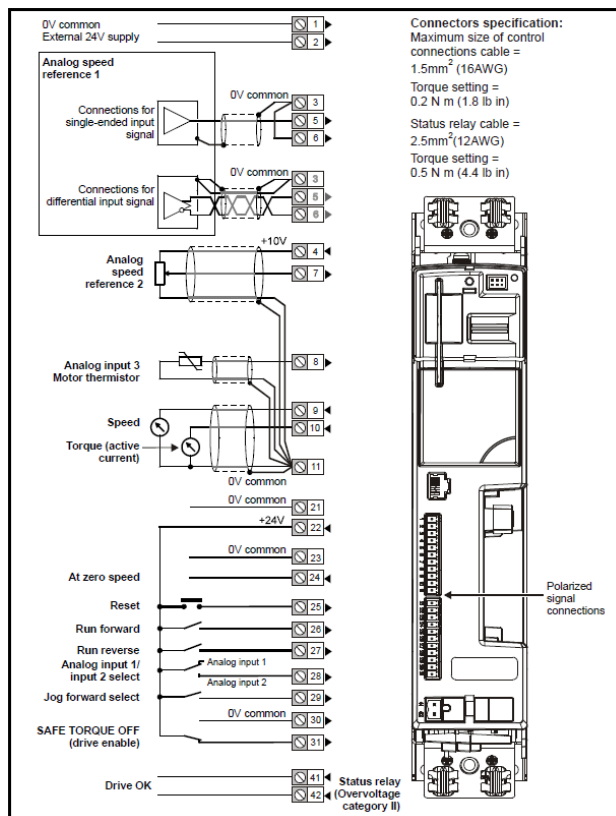 0V common
External 24V supply
1
2
Analog speed
reference 1
0V common
Connections for
single-ended input
signal
3
5
6
0V common
Connections for
differential input signal
3
5
6
+10V
Analog
speed
reference 2
4
7
Analog input 3
Motor thermistor
8
Speed
9
10
Torque (active
current)
11
0V common
0V common
21
+24V
22
0V common
23
At zero speed
24
Reset
25
Run forward
26
Run reverse
27
Analog input 1/
input 2 select
Analog input 1
28
Analog input 2
Jog forward select
29
0V common
30
SAFE TORQUE OFF
(drive enable)
31
Drive OK
41
42
Status relay
(Overvoltage
category II)
Connectors specification:
Maximum size of control
connections cable =
1.5mm² (16AWG)
Torque setting =
0.2 N m (1.8 lb in)
Status relay cable =
2.5mm² (12AWG)
Torque setting =
0.5 N m (4.4 lb in)
Polarized
signal
connections